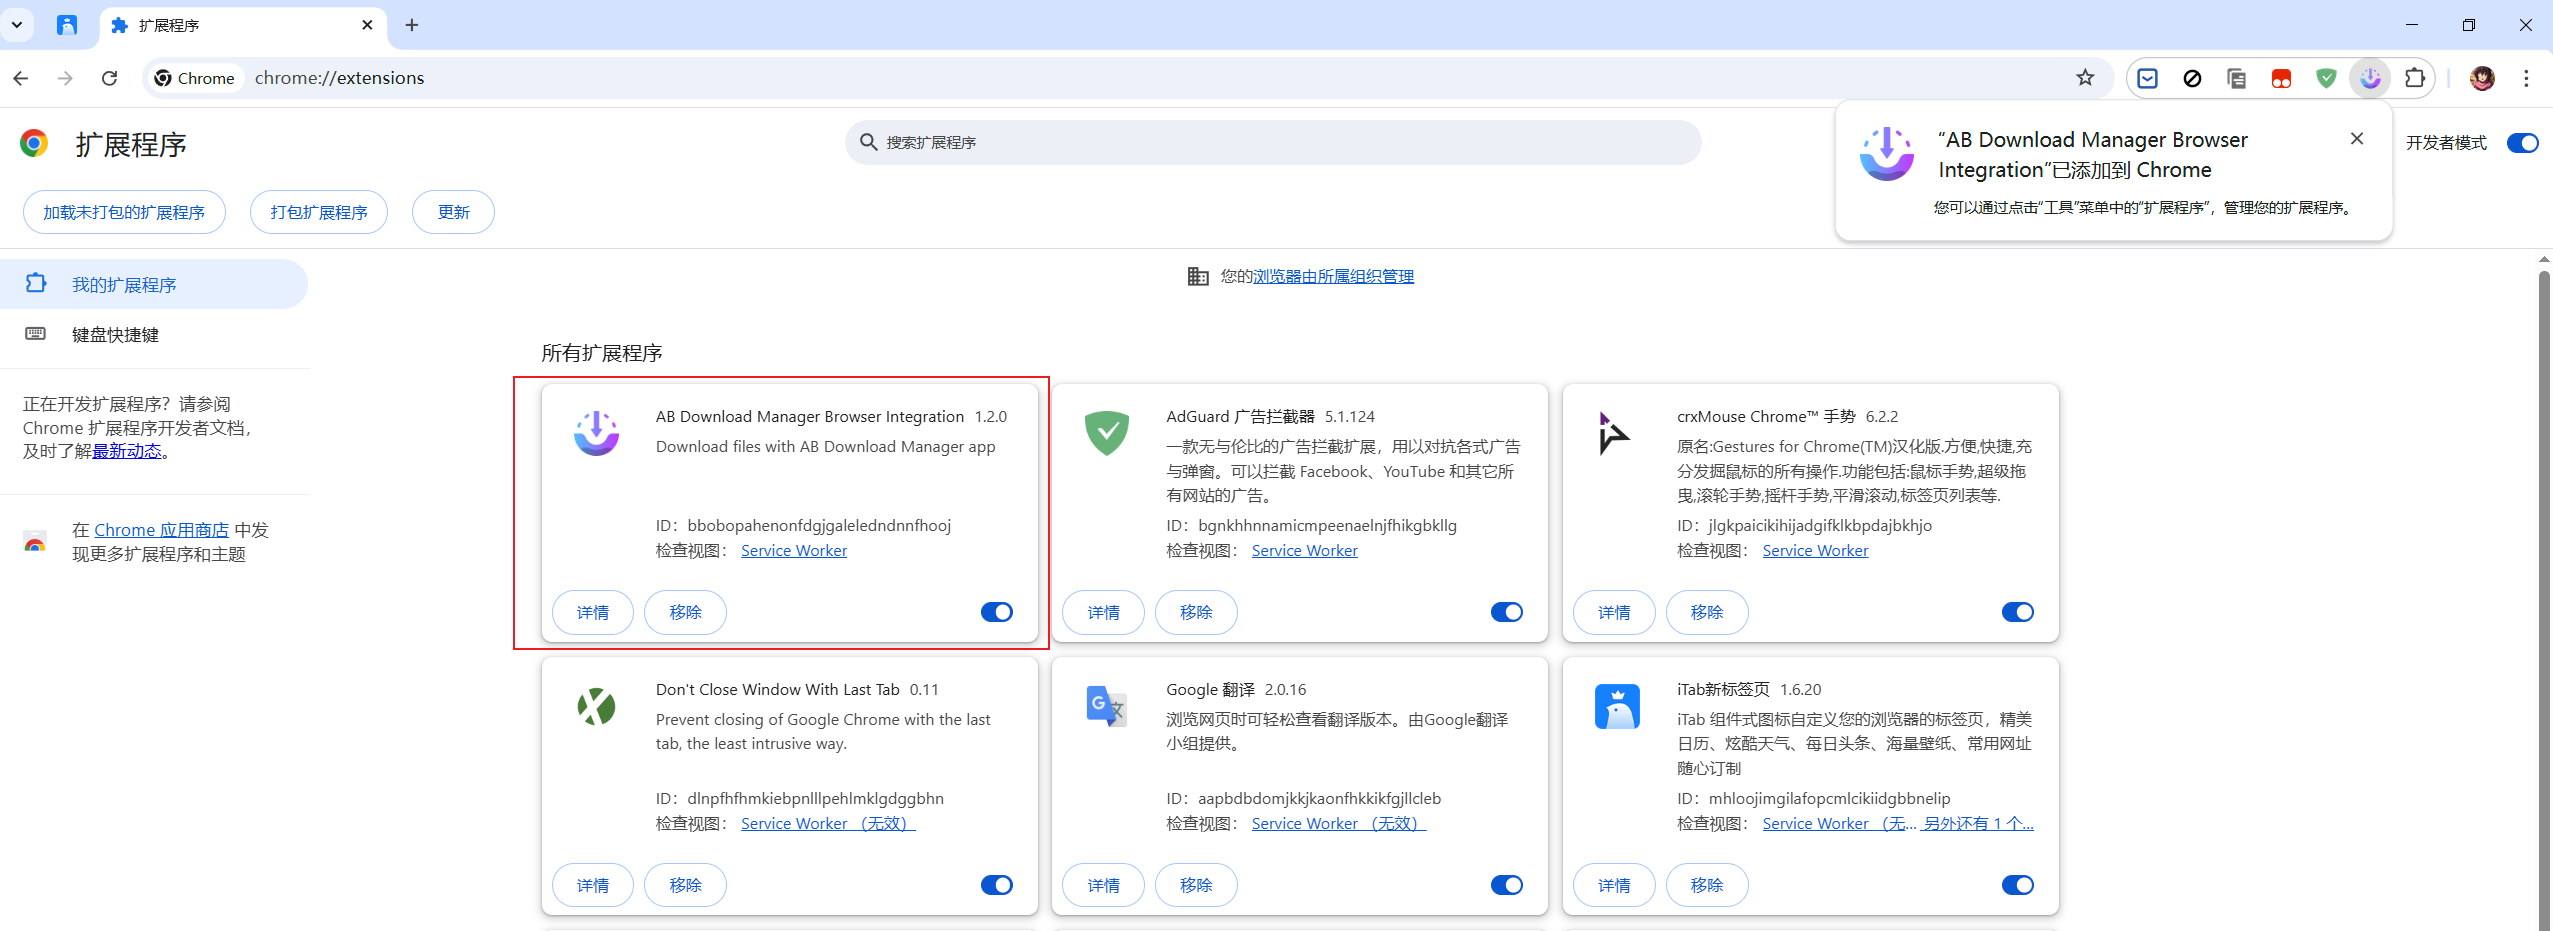 扩展程序
Chrome
chrome://extensions
扩展程序
搜索扩展程序
“AB Download Manager Browser
Integration”已添加到 Chrome
您可以通过点击“工具”菜单中的“扩展程序”，管理您的扩展程序。
开发者模式
加载未打包的扩展程序
打包扩展程序
更新
我的扩展程序
键盘快捷键
正在开发扩展程序？请参阅
Chrome 扩展程序开发者文档，
及时了解最新动态。
在 Chrome 应用商店 中发
现更多扩展程序和主题
您的浏览器由所属组织管理
所有扩展程序
AB Download Manager Browser Integration 1.2.0
Download files with AB Download Manager app
ID：bbobopahenonfdgjgaleledndnnfhooj
检查视图： Service Worker
详情
移除
AdGuard 广告拦截器 5.1.124
一款无与伦比的广告拦截扩展，用以对抗各式广告
与弹窗。可以拦截 Facebook、YouTube 和其它所
有网站的广告。
ID：bgnkhhnnamicmpeenaelnjfhikgbkllg
检查视图： Service Worker
详情
移除
crxMouse Chrome™ 手势 6.2.2
原名:Gestures for Chrome(TM)汉化版.方便,快捷,充
分发掘鼠标的所有操作.功能包括:鼠标手势,超级拖
曳,滚轮手势,摇杆手势,平滑滚动,标签页列表等.
ID：jlgkpaicikihijadgifklkbpdajbkhjo
检查视图： Service Worker
详情
移除
Don't Close Window With Last Tab 0.11
Prevent closing of Google Chrome with the last
tab, the least intrusive way.
ID：dlnpfhfhmkiebpnlllpehlmklgdggbhn
检查视图： Service Worker （无效）
详情
移除
Google 翻译 2.0.16
浏览网页时可轻松查看翻译版本。由Google翻译
小组提供。
ID：aapbdbdomjkkjkaonfhkkikfgjllcleb
检查视图： Service Worker （无效）
详情
移除
iTab新标签页 1.6.20
iTab 组件式图标自定义您的浏览器的标签页，精美
日历、炫酷天气、每日头条、海量壁纸、常用网址
随心订制
ID：mhloojimgilafopcmlcikiidgbbnelip
检查视图： Service Worker （无... 另外还有 1 个...
详情
移除